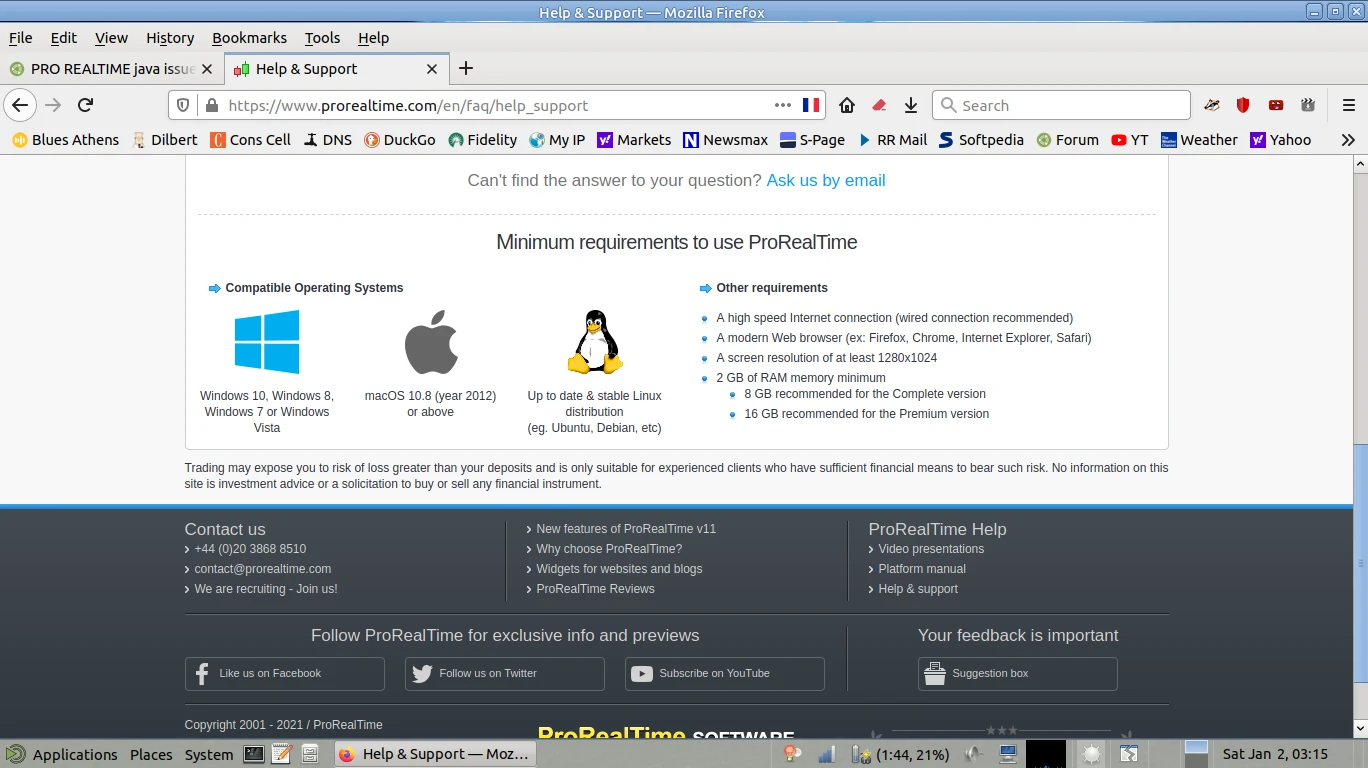 Help & Support — Mozilla Firefox
File Edit View History Bookmarks Tools Help
PRO REALTIME java issue Help & Support
https://www.prorealtime.com/en/faq/help_support Search
Blues Athens Dilbert Cons Cell DNS DuckGo Fidelity My IP Markets Newsmax S-Page RR Mail Softpedia Forum YT Weather Yahoo
Can't find the answer to your question? Ask us by email
Minimum requirements to use ProRealTime
Compatible Operating Systems
Windows 10, Windows 8,
Windows 7 or Windows
Vista
macOS 10.8 (year 2012)
or above
Up to date & stable Linux
distribution
(eg. Ubuntu, Debian, etc)
Other requirements
A high speed Internet connection (wired connection recommended)
A modern Web browser (ex: Firefox, Chrome, Internet Explorer, Safari)
A screen resolution of at least 1280x1024
2 GB of RAM memory minimum
8 GB recommended for the Complete version
16 GB recommended for the Premium version
Trading may expose you to risk of loss greater than your deposits and is only suitable for experienced clients who have sufficient financial means to bear such risk. No information on this
site is investment advice or a solicitation to buy or sell any financial instrument.
Contact us
+44 (0)20 3868 8510
contact@prorealtime.com
We are recruiting - Join us!
New features of ProRealTime v11
Why choose ProRealTime?
Widgets for websites and blogs
ProRealTime Reviews
ProRealTime Help
Video presentations
Platform manual
Help & support
Follow ProRealTime for exclusive info and previews
Like us on Facebook
Follow us on Twitter
Subscribe on YouTube
Your feedback is important
Suggestion box
Copyright 2001 - 2021 / ProRealTime
ProRealTime SOFTWARE
Applications Places System Help & Support — Moz... (1:44, 21%) Sat Jan 2, 03:15